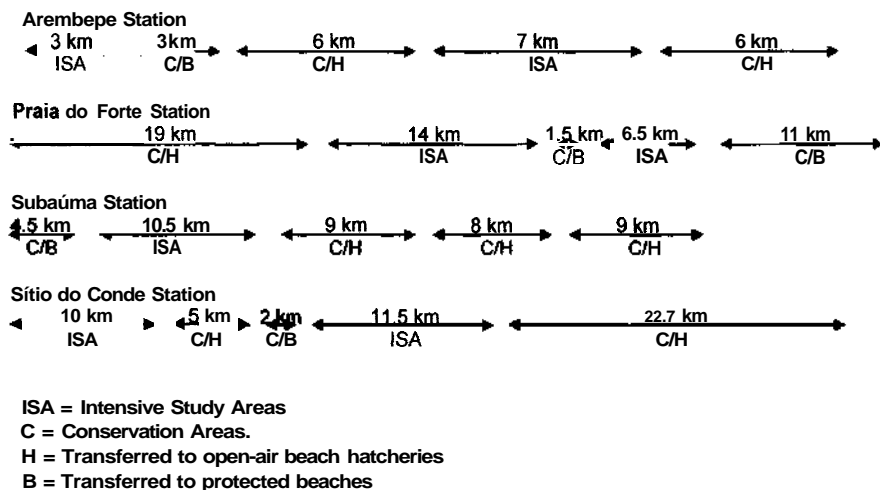 Arembepe Station
3 km 3km 6 km 7 km 6 km
ISA C/B C/H ISA C/H
Praia do Forte Station
19 km 14 km 1.5 km 6.5 km 11 km
C/H ISA C/B ISA C/B
Subaúma Station
4.5 km 10.5 km 9 km 8 km 9 km
C/B ISA C/H C/H C/H
Sítio do Conde Station
10 km 5 km 2 km 11.5 km 22.7 km
ISA C/H C/B ISA C/H
ISA = Intensive Study Areas
C = Conservation Areas.
H = Transferred to open-air beach hatcheries
B = Transferred to protected beaches